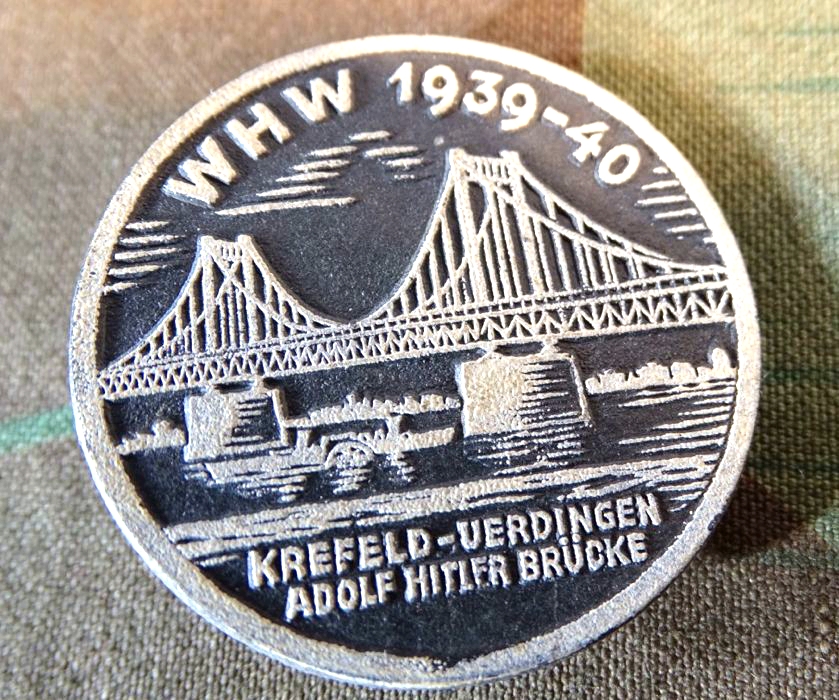 WHW 1939-40
KREFELD-UERDINGEN
ADOLF HITLER BRÜCKE